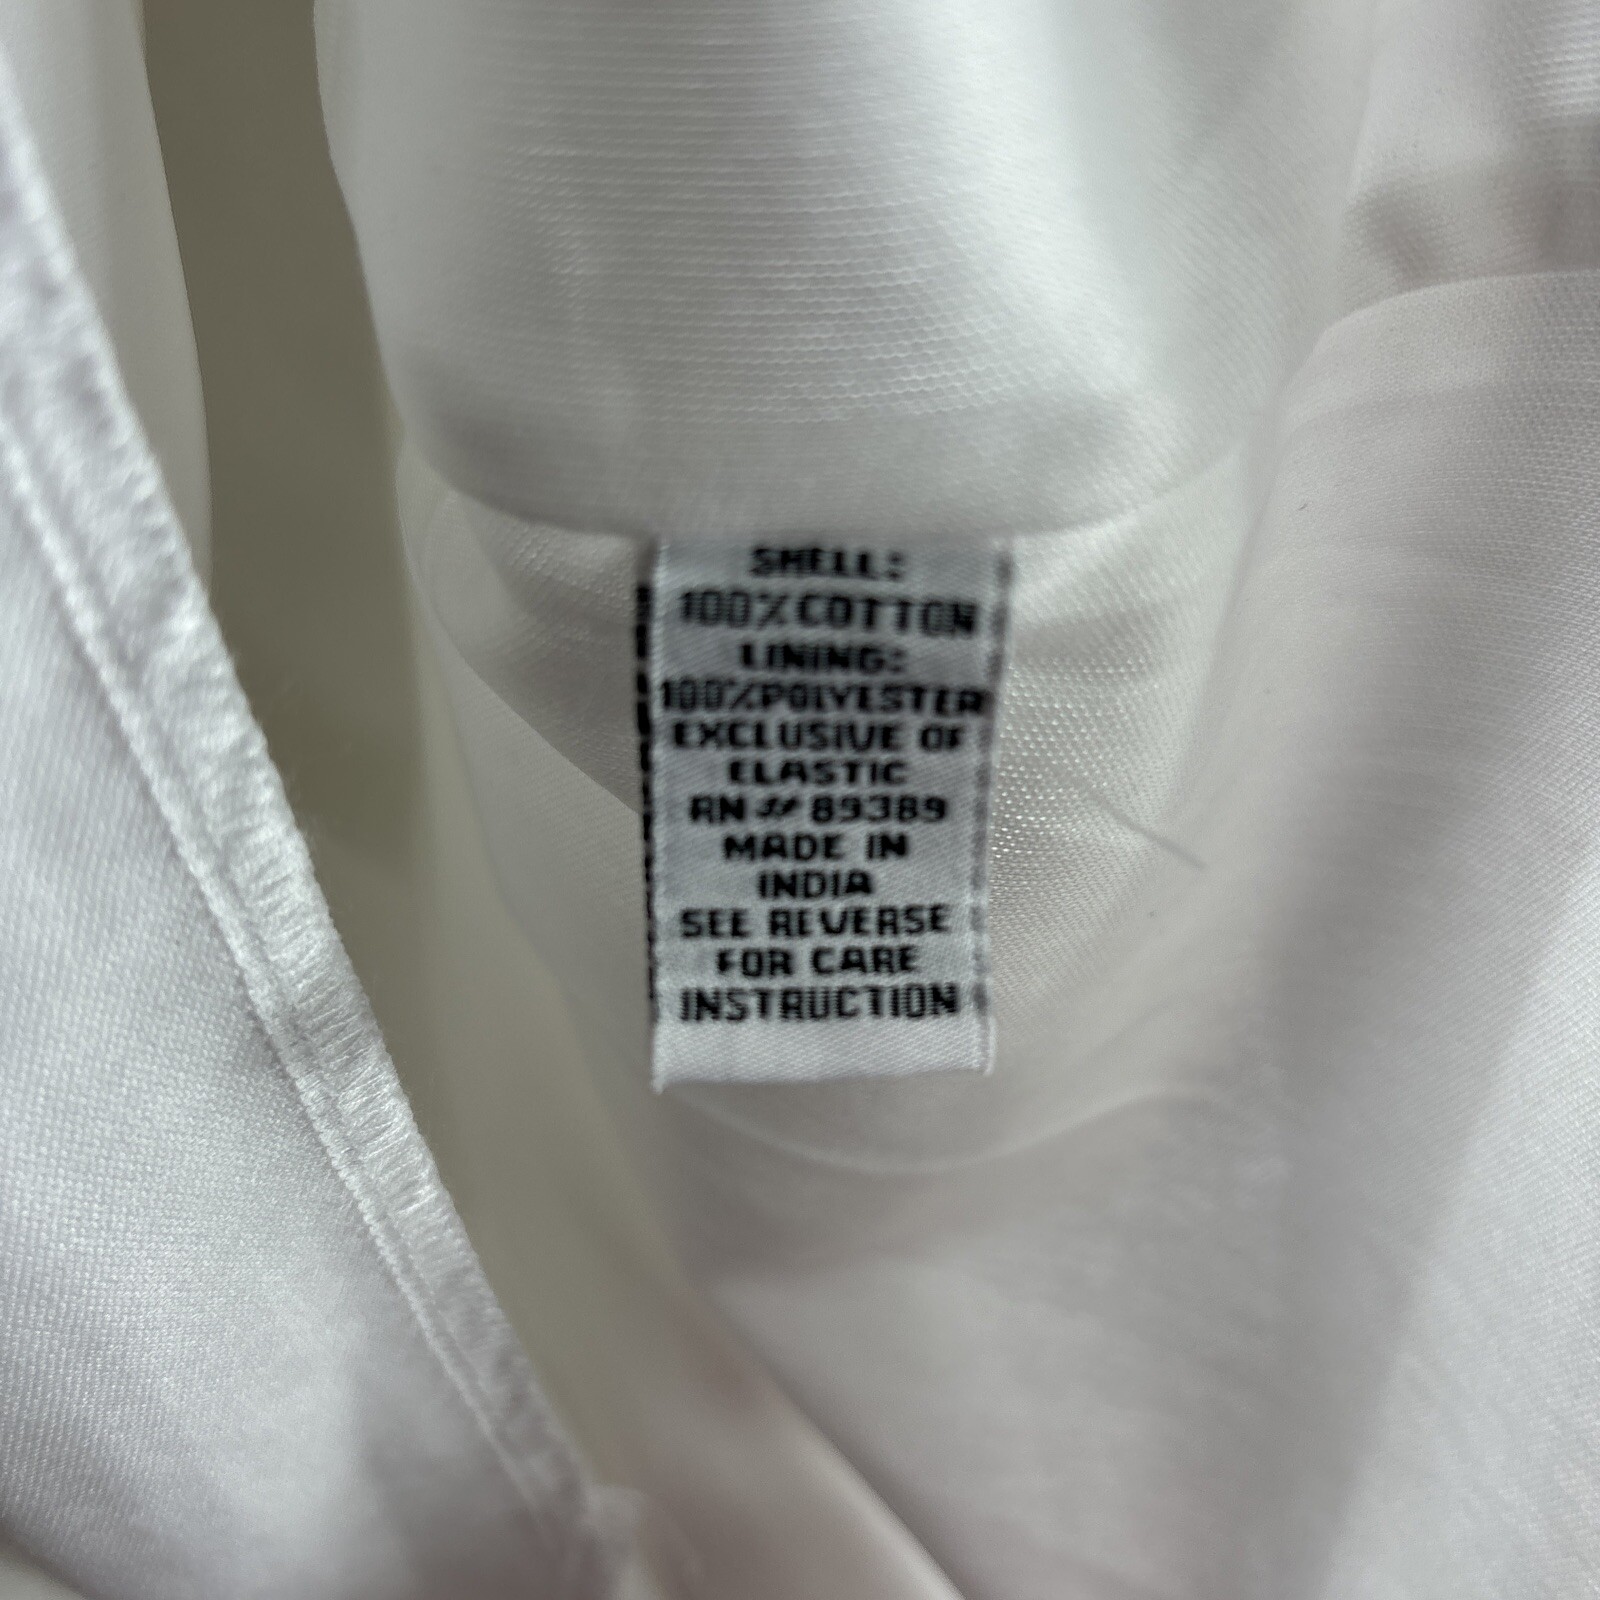 SHELL:
100%COTTON
LINING:
100%POLYESTER
EXCLUSIVE OF
ELASTIC
RN# 89389
MADE IN
INDIA
SEE REVERSE
FOR CARE
INSTRUCTION